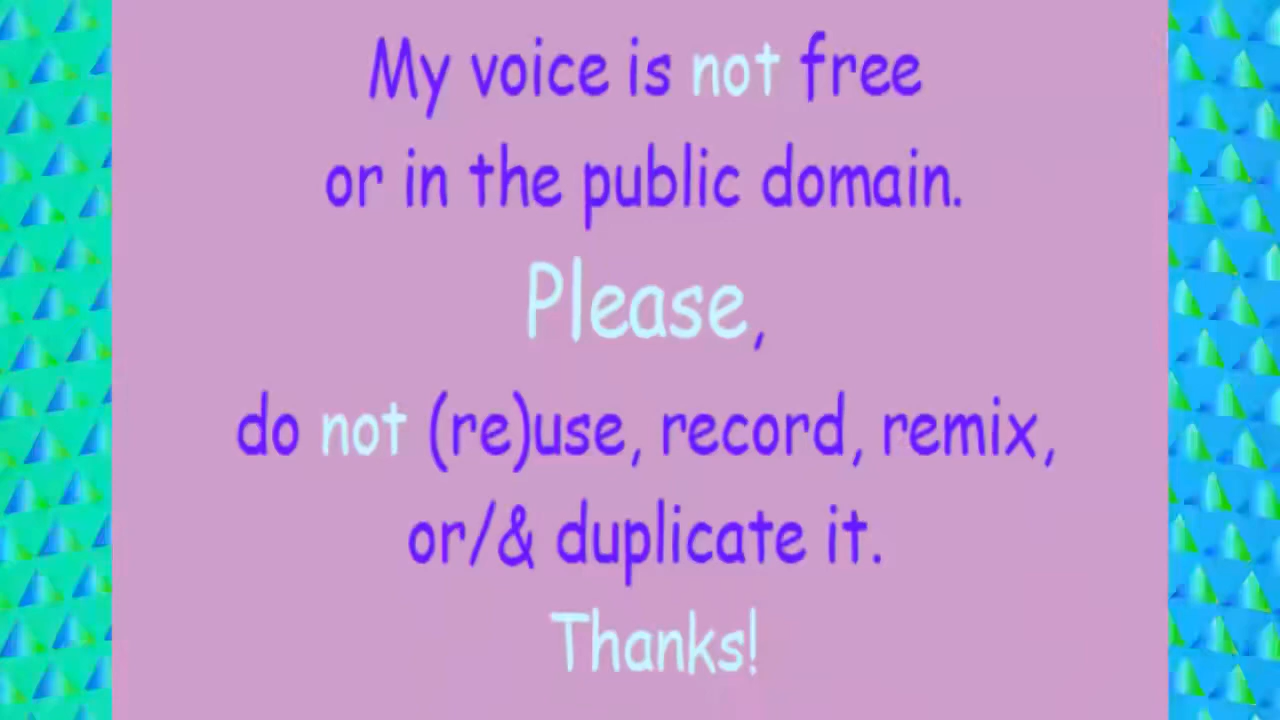 My voice is not free
or in the public domain.
Please,
do not (re)use, record, remix,
or/& duplicate it.
Thanks!